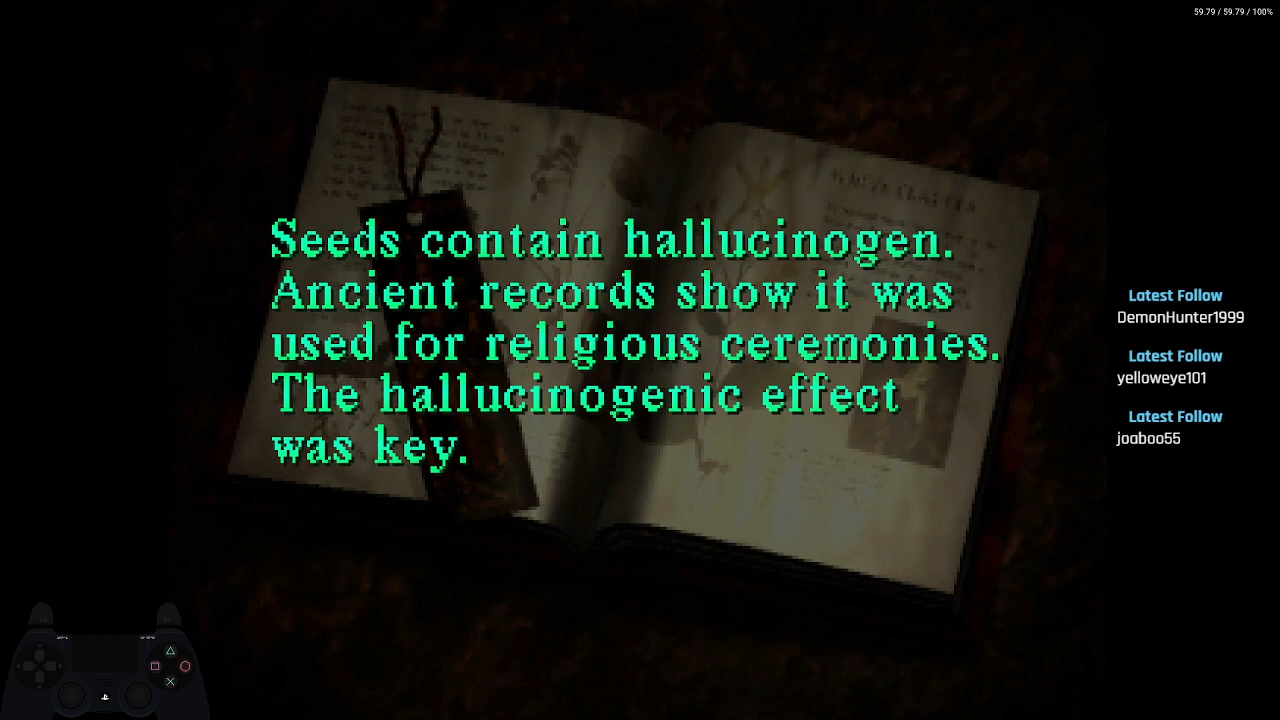 59.79 / 59.79 / 100%
Seeds contain hallucinogen.
Ancient records show it was
used for religious ceremonies.
The hallucinogenic effect
was key.
Latest Follow
DemonHunter1999
Latest Follow
yelloweye101
Latest Follow
joaboo55